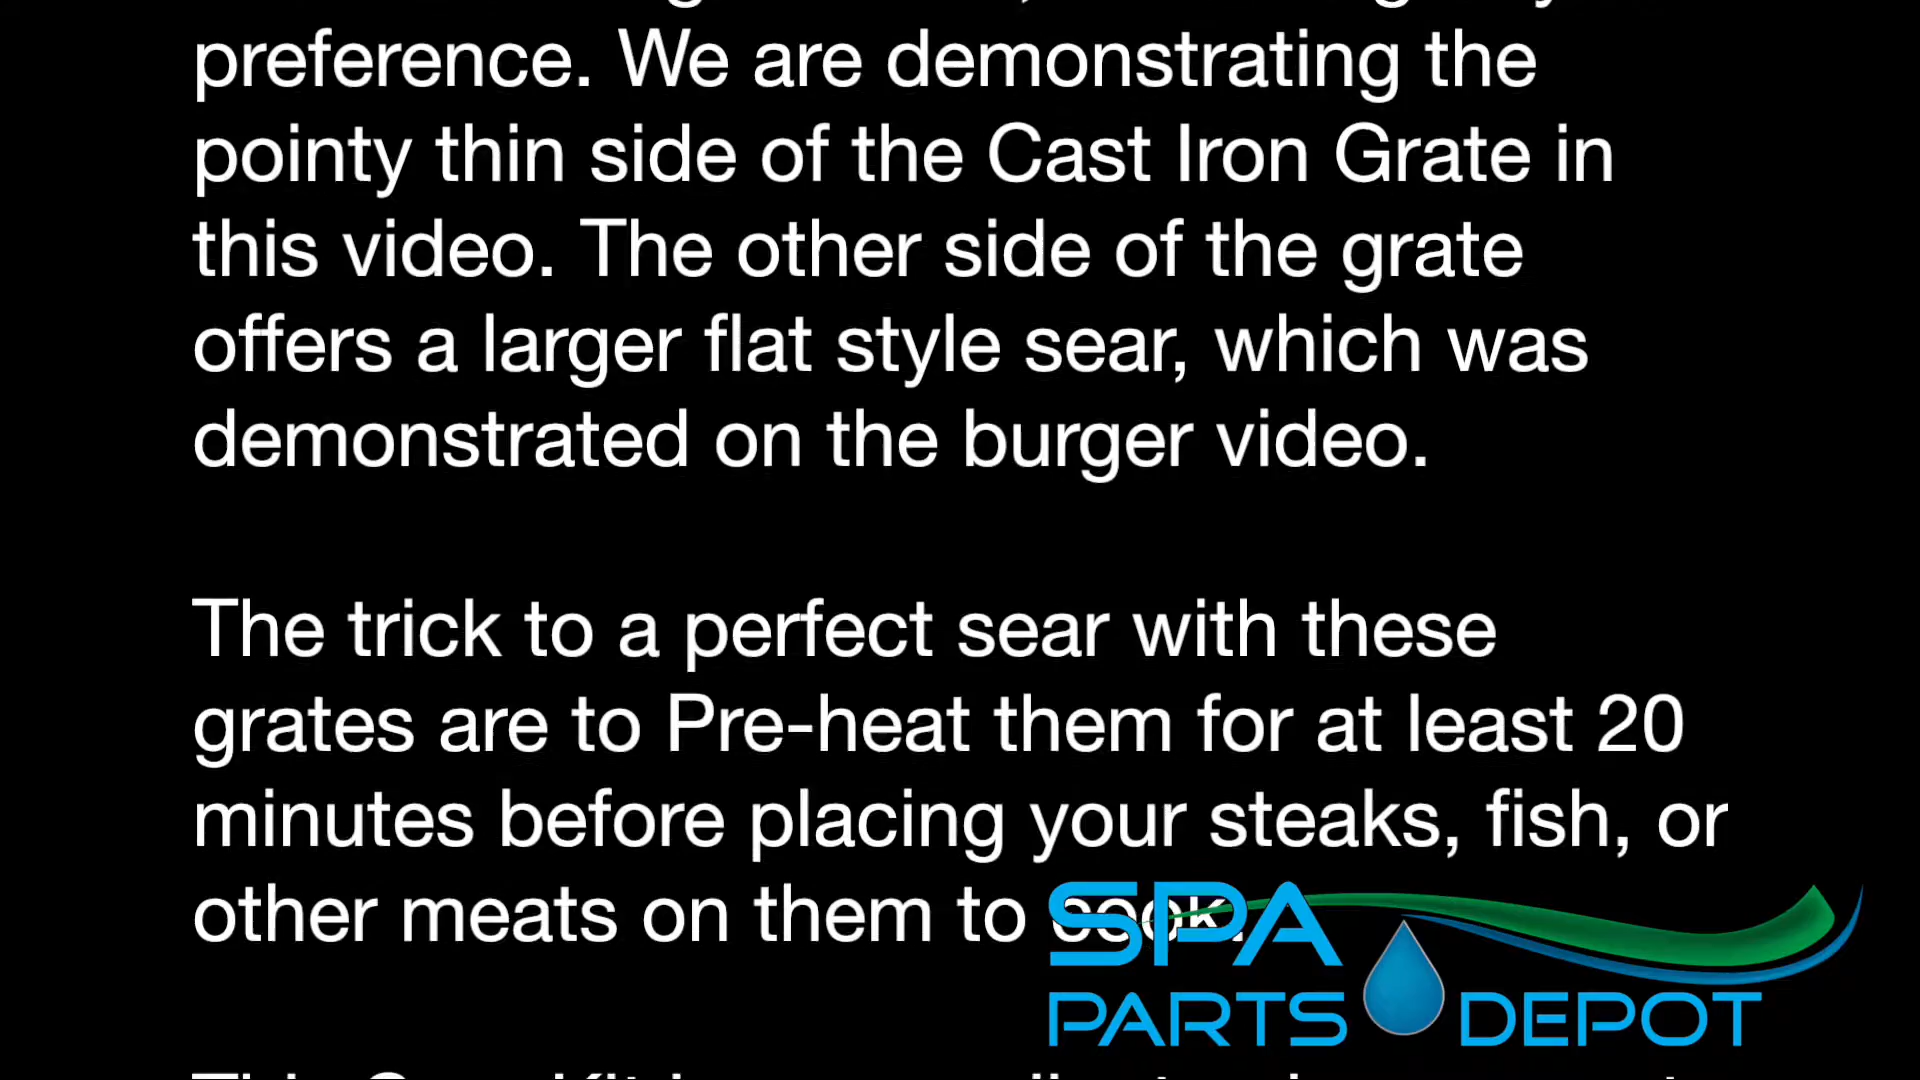 preference. We are demonstrating the
pointy thin side of the Cast Iron Grate in
this video. The other side of the grate
offers a larger flat style sear, which was
demonstrated on the burger video.
The trick to a perfect sear with these
grates are to Pre-heat them for at least 20
minutes before placing your steaks, fish, or
other meats on them to cook.
SPA
PARTS DEPOT